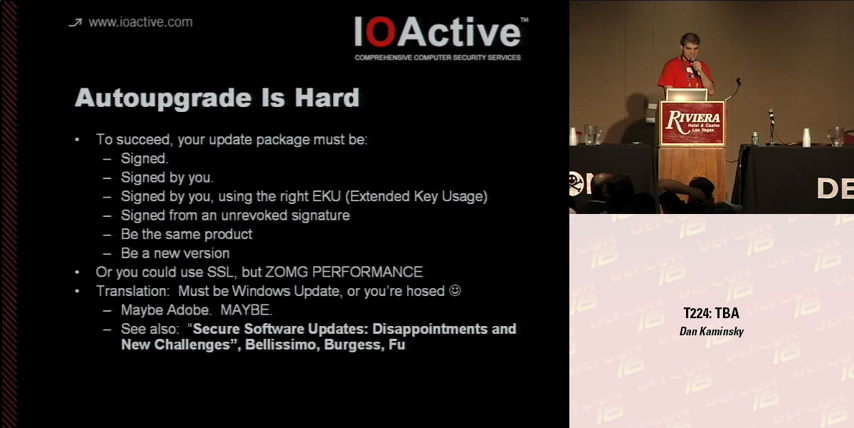 www.ioactive.com
IOActive™
COMPREHENSIVE COMPUTER SECURITY SERVICES
Autoupgrade Is Hard
• To succeed, your update package must be:
– Signed.
– Signed by you.
– Signed by you, using the right EKU (Extended Key Usage)
– Signed from an unrevoked signature
– Be the same product
– Be a new version
• Or you could use SSL, but ZOMG PERFORMANCE
• Translation: Must be Windows Update, or you're hosed ☺
– Maybe Adobe. MAYBE.
– See also: "Secure Software Updates: Disappointments and
New Challenges", Bellissimo, Burgess, Fu
RIVIERA
Hotel & Casino
Las Vegas
DE
T224: TBA
Dan Kaminsky
DEFCON 16